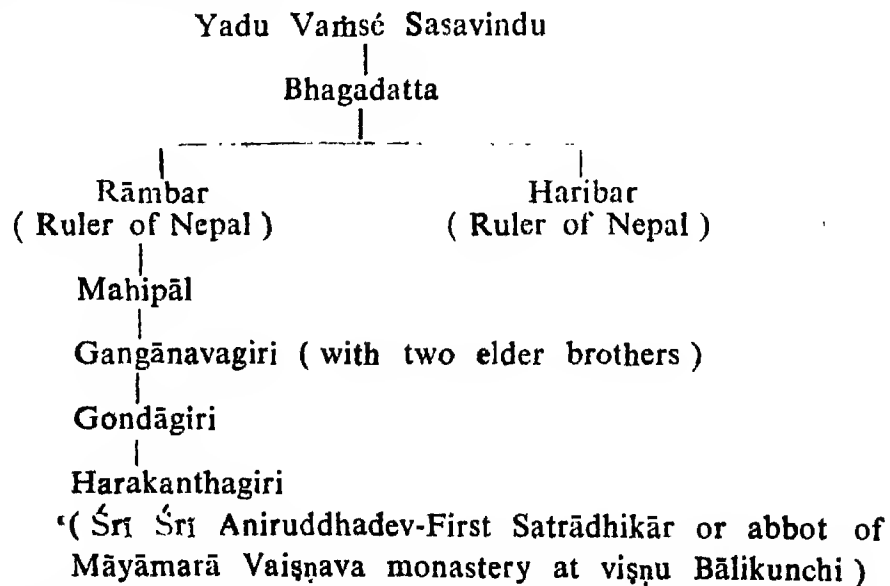 Yadu Vaṁsé Sasavindu
Bhagadatta
Rāmbar Haribar
( Ruler of Nepal ) ( Ruler of Nepal )
Mahipāl
Gangānavagiri ( with two elder brothers )
Gondāgiri
Harakanthagiri
‘( Śrī Śrī Aniruddhadev-First Satrādhikār or abbot of
Māyāmarā Vaiṣṇava monastery at viṣṇu Bālikunchi )